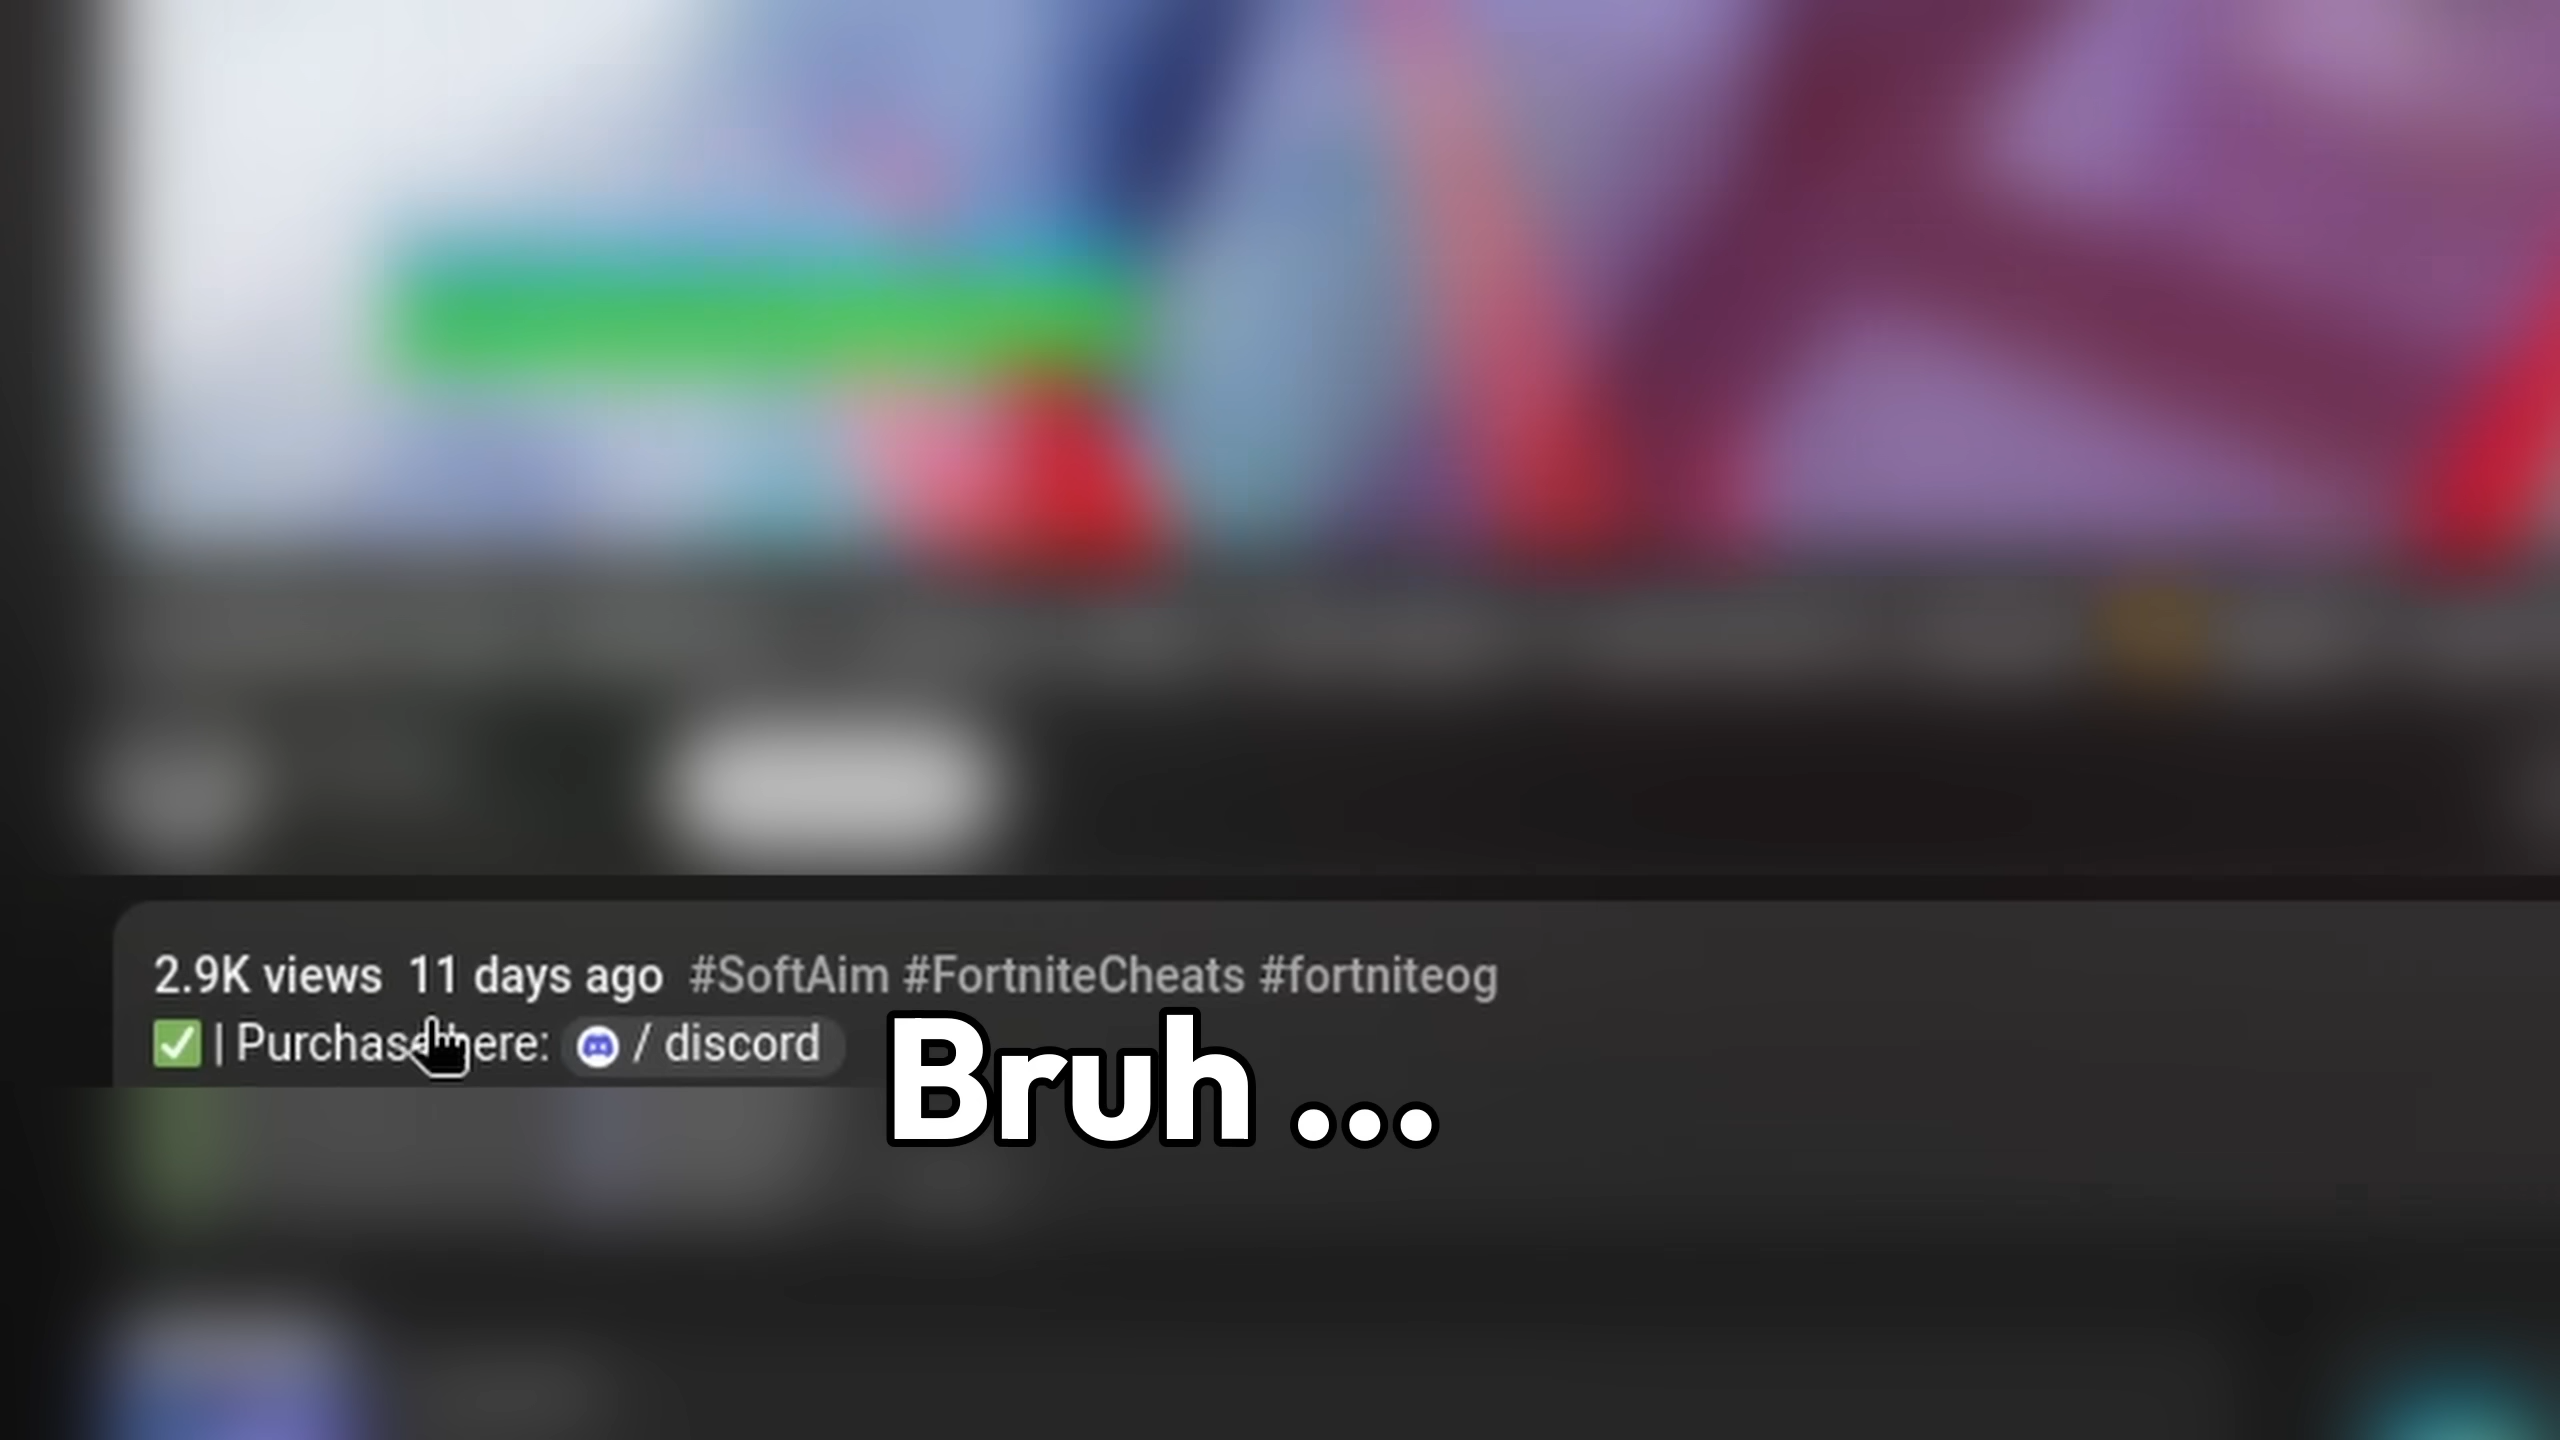 2.9K views 11 days ago #SoftAim #FortniteCheats #fortniteog
✅ | Purchase here: / discord
Bruh ...